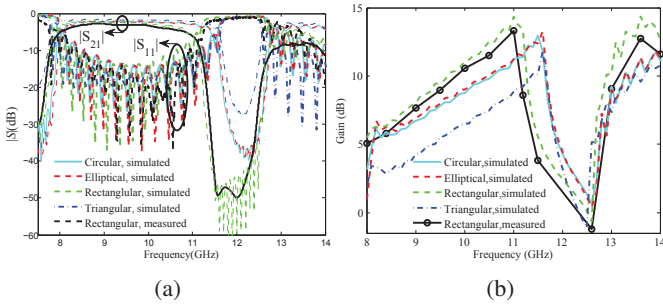 0
-10
-20
-30
-40
-50
-60
|S|(dB)
|S21|
|S11|
Circular, simulated
Elliptical, simulated
Rectanglular, simulated
Triangular, simulated
Rectangular, measured
8 9 10 11 12 13 14
Frequency(GHz)
(a)
15
10
5
0
Gain (dB)
Circular,simulated
Elliptical,simulated
Rectangular,simulated
Triangular,simulated
Rectangular,measured
8 9 10 11 12 13 14
Frequency (GHz)
(b)